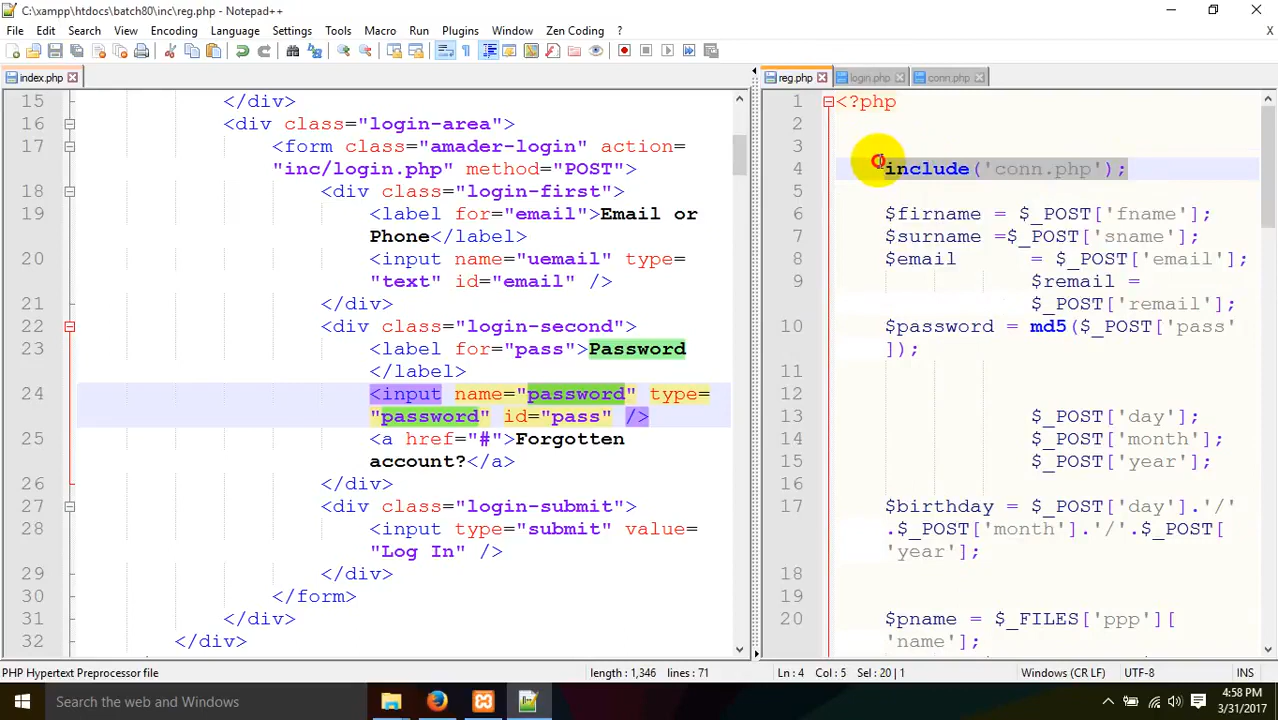 C:\xampp\htdocs\batch80\inc\reg.php - Notepad++
File Edit Search View Encoding Language Settings Tools Macro Run Plugins Window Zen Coding ? X
index.php
15 </div>
16 <div class="login-area">
17 <form class="amader-login" action=
"inc/login.php" method="POST">
18 <div class="login-first">
19 <label for="email">Email or
Phone</label>
20 <input name="uemail" type=
"text" id="email" />
21 </div>
22 <div class="login-second">
23 <label for="pass">Password
</label>
24 <input name="password" type=
"password" id="pass" />
25 <a href="#">Forgotten
account?</a>
26 </div>
27 <div class="login-submit">
28 <input type="submit" value=
"Log In" />
29 </div>
30 </form>
31 </div>
32 </div>
reg.php login.php conn.php
1 <?php
2
3
4 include('conn.php');
5
6 $firname = $_POST['fname'];
7 $surname =$_POST['sname'];
8 $email = $_POST['email'];
9 $remail =
$_POST['remail'];
10 $password = md5($_POST['pass'
]);
11
12
13 $_POST['day'];
14 $_POST['month'];
15 $_POST['year'];
16
17 $birthday = $_POST['day'].'/'
.$_POST['month'].'/'.$_POST[
'year'];
18
19
20 $pname = $_FILES['ppp'][
'name'];
PHP Hypertext Preprocessor file length : 1,346 lines : 71 Ln : 4 Col : 5 Sel : 20 | 1 Windows (CR LF) UTF-8 INS
Search the web and Windows
4:58 PM
3/31/2017